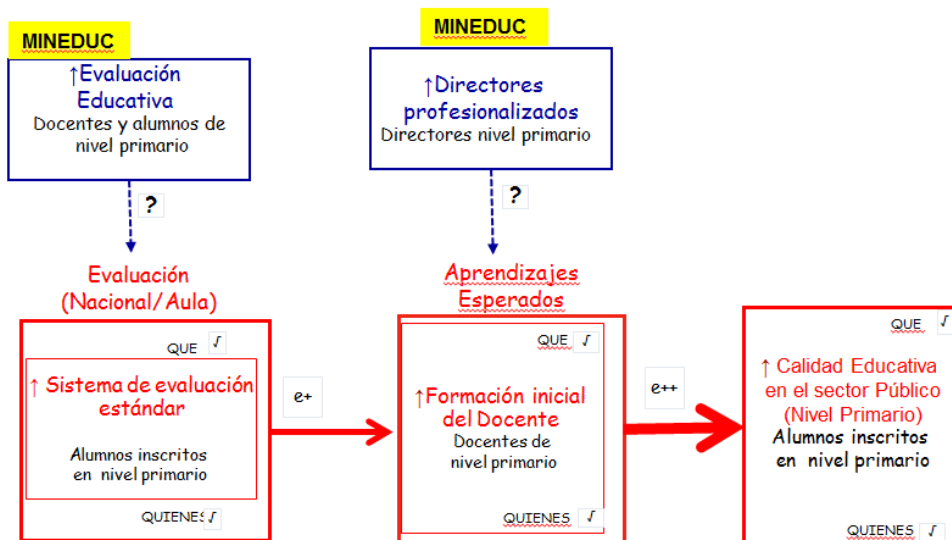 MINEDUC
↑Evaluación
Educativa
Docentes y alumnos de
nivel primario
MINEDUC
↑Directores
profesionalizados
Directores nivel primario
?
?
Evaluación
(Nacional/Aula)
QUE √
↑ Sistema de evaluación
estándar
Alumnos inscritos
en nivel primario
QUIENES √
e+
Aprendizajes
Esperados
QUE √
↑Formación inicial
del Docente
Docentes de
nivel primario
QUIENES √
e++
QUE √
↑ Calidad Educativa
en el sector Público
(Nivel Primario)
Alumnos inscritos
en nivel primario
QUIENES √